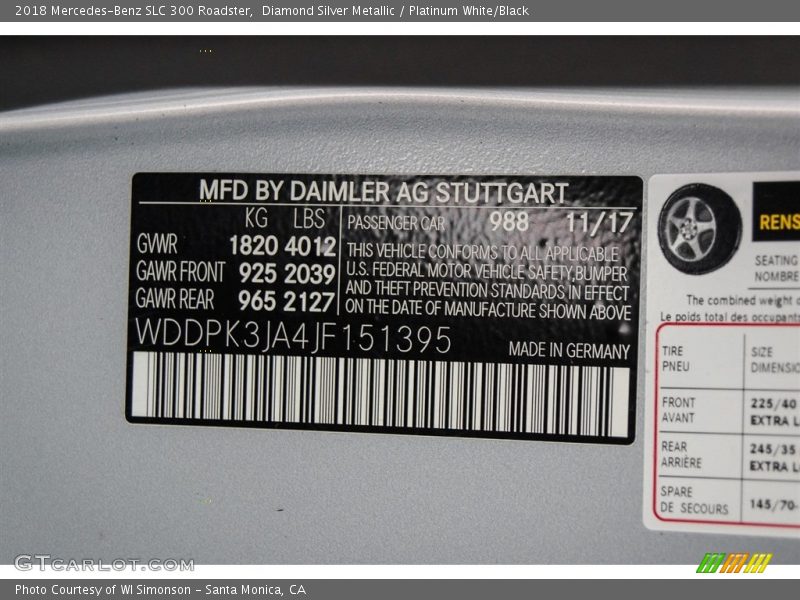 2018 Mercedes-Benz SLC 300 Roadster,  Diamond Silver Metallic / Platinum White/Black
MFD BY DAIMLER AG STUTTGART
KG LBS PASSENGER CAR 988 11/17
GVWR 1820 4012
GAWR FRONT 925 2039
GAWR REAR 965 2127
THIS VEHICLE CONFORMS TO ALL APPLICABLE
U.S. FEDERAL MOTOR VEHICLE SAFETY,BUMPER
AND THEFT PREVENTION STANDARDS IN EFFECT
ON THE DATE OF MANUFACTURE SHOWN ABOVE
WDDPK3JA4JF151395
MADE IN GERMANY
SEATING
NOMBRE
The combined weight
Le poids total des occupants
TIRE
PNEU
SIZE
FRONT
AVANT
225/40
EXTRA
REAR
ARRIÈRE
245/35
EXTRA
SPARE
DE SECOURS
145/70-
GTcarlot.com
Photo Courtesy of WI Simonson – Santa Monica, CA